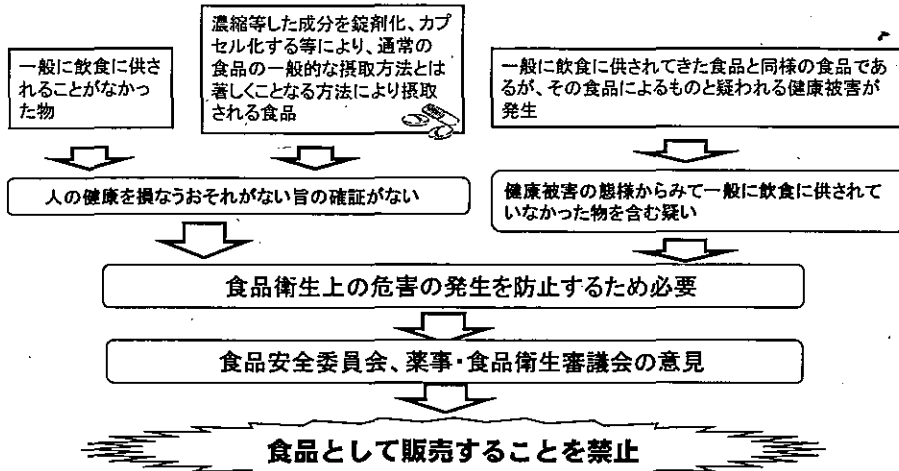 一般に飲食に供さ
れることがなかっ
た物
濃縮等した成分を錠剤化、カプ
セル化する等により、通常の
食品の一般的な摂取方法とは
著しくことなる方法により摂取
される食品
一般に飲食に供されてきた食品と同様の食品であ
るが、その食品によるものと疑われる健康被害が
発生
人の健康を損なうおそれがない旨の確証がない
健康被害の態様からみて一般に飲食に供されて
いなかった物を含む疑い
食品衛生上の危害の発生を防止するため必要
食品安全委員会、薬事・食品衛生審議会の意見
食品として販売することを禁止